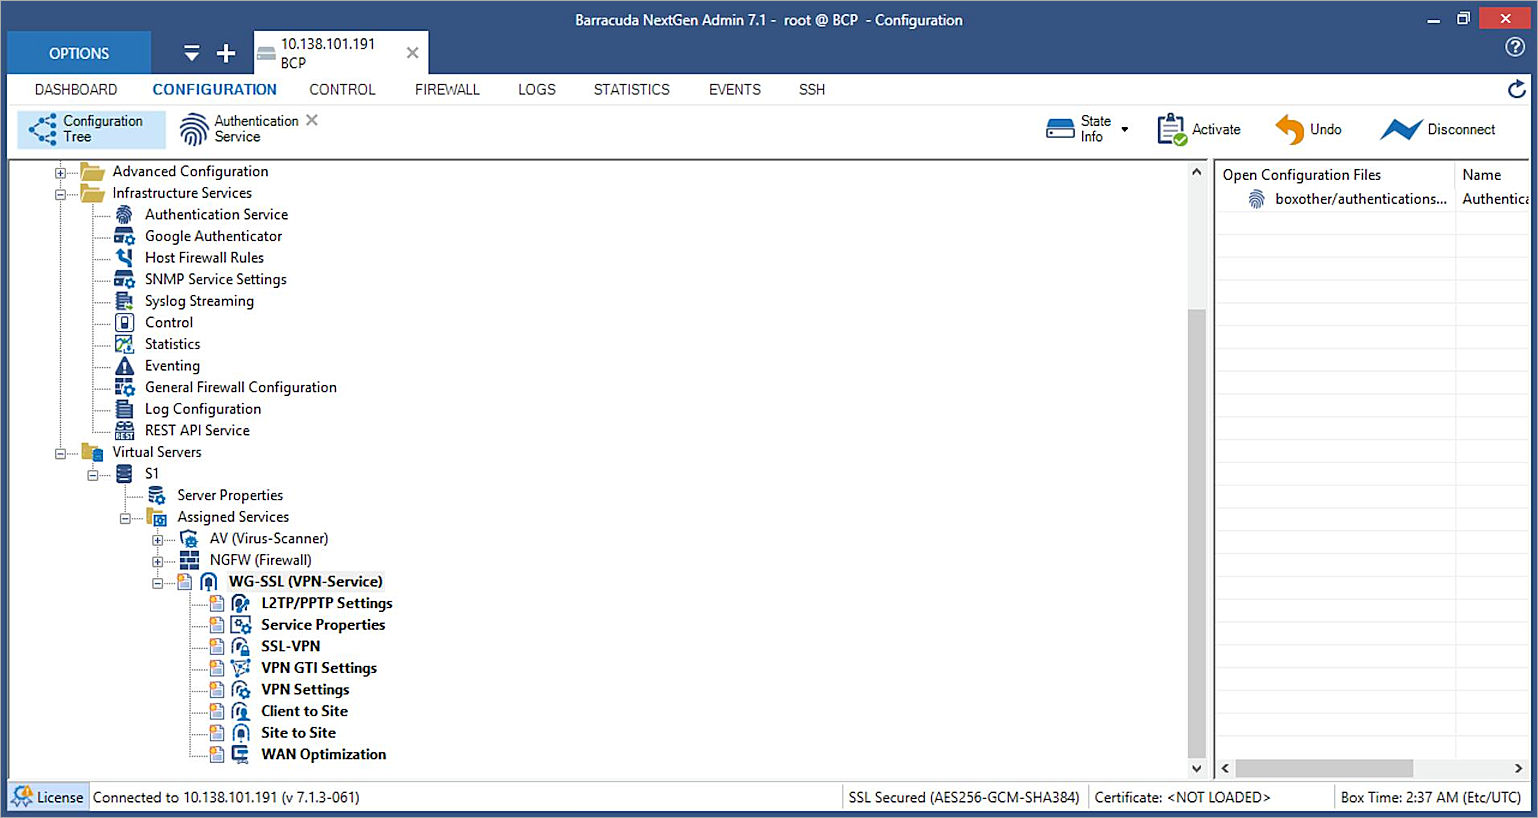 Barracuda NextGen Admin 7.1 - root @ BCP - Configuration
OPTIONS
10.138.101.191
BCP
DASHBOARD CONFIGURATION CONTROL FIREWALL LOGS STATISTICS EVENTS SSH
Configuration
Tree
Authentication
Service
State
Info
Activate
Undo
Disconnect
Advanced Configuration
Infrastructure Services
Authentication Service
Google Authenticator
Host Firewall Rules
SNMP Service Settings
Syslog Streaming
Control
Statistics
Eventing
General Firewall Configuration
Log Configuration
REST API Service
Virtual Servers
S1
Server Properties
Assigned Services
AV (Virus-Scanner)
NGFW (Firewall)
WG-SSL (VPN-Service)
L2TP/PPTP Settings
Service Properties
SSL-VPN
VPN GTI Settings
VPN Settings
Client to Site
Site to Site
WAN Optimization
Open Configuration Files Name
boxother/authentications... Authentica
License
Connected to 10.138.101.191 (v 7.1.3-061)
SSL Secured (AES256-GCM-SHA384)
Certificate: <NOT LOADED>
Box Time: 2:37 AM (Etc/UTC)